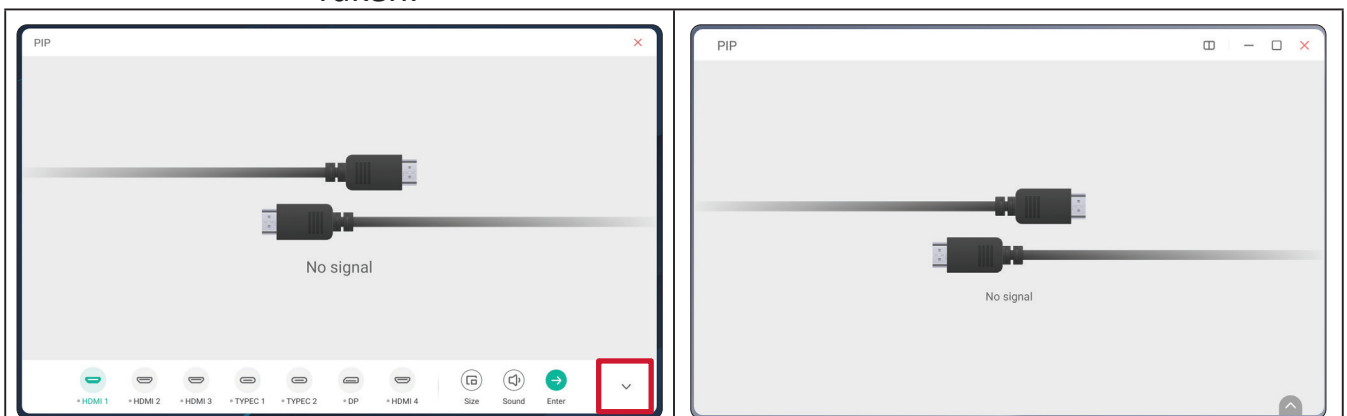 PIP
No signal
HDMI 1 HDMI 2 HDMI 3 TYPEC 1 TYPEC 2 DP HDMI 4 Size Sound Enter
PIP
No signal